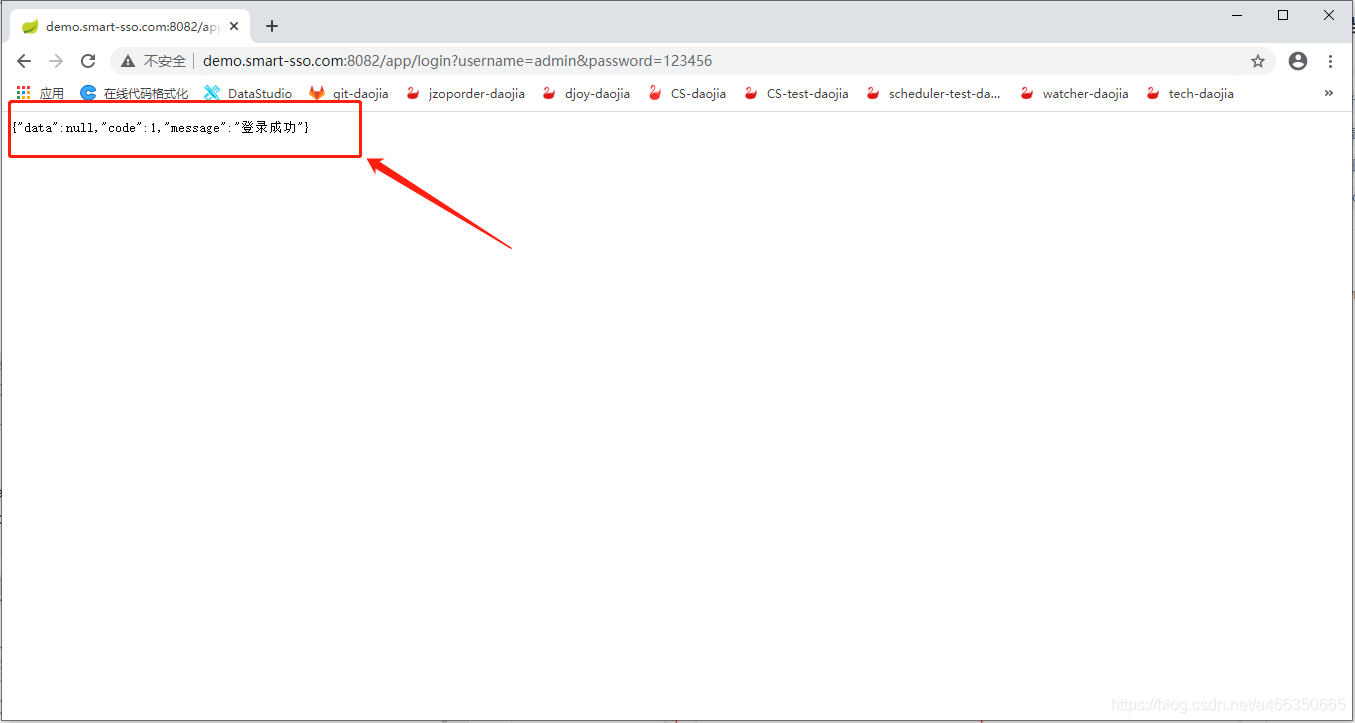 demo.smart-sso.com:8082/app
不安全 demo.smart-sso.com:8082/app/login?username=admin&password=123456
应用 在线代码格式化 DataStudio git-daojia jzoporder-daojia djoy-daojia CS-daojia CS-test-daojia scheduler-test-da... watcher-daojia tech-daojia »
{"data":null,"code":1,"message":"登录成功"}
https://blog.csdn.net/a466350665